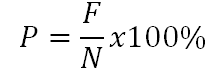 P = F/N x100%